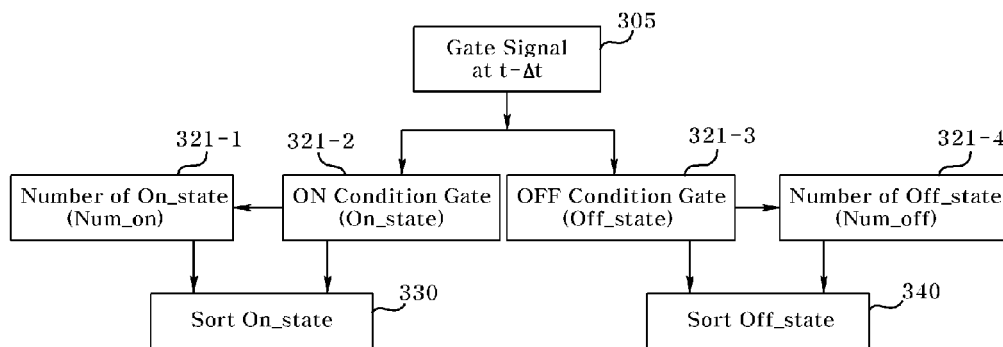 305
Gate Signal
at t-Δt
321-1
321-2
321-3
321-4
Number of On_state
(Num_on)
ON Condition Gate
(On_state)
OFF Condition Gate
(Off_state)
Number of Off_state
(Num_off)
330
Sort On_state
340
Sort Off_state